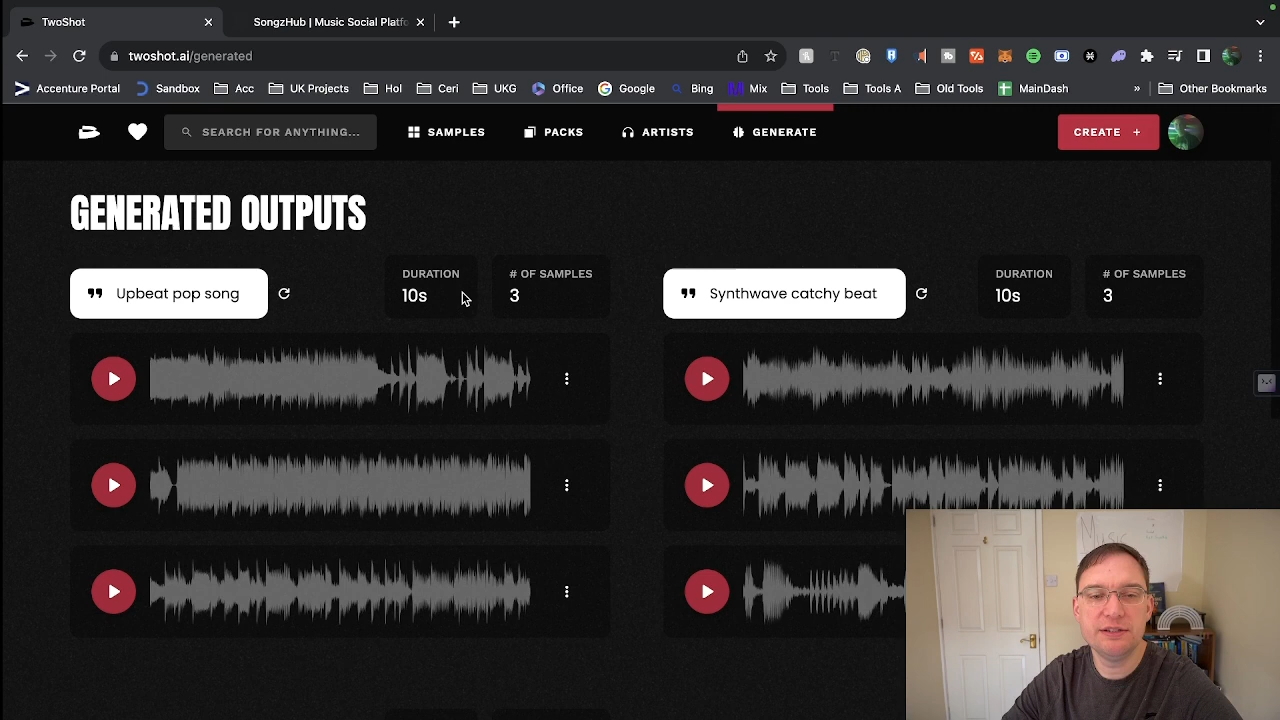 TwoShot
SongzHub | Music Social Platfo
twoshot.ai/generated
Accenture Portal
Sandbox
Acc
UK Projects
Hol
Ceri
UKG
Office
Google
Bing
Mix
Tools
Tools A
Old Tools
MainDash
»
Other Bookmarks
SEARCH FOR ANYTHING...
SAMPLES
PACKS
ARTISTS
GENERATE
CREATE +
GENERATED OUTPUTS
Upbeat pop song
DURATION
10s
# OF SAMPLES
3
Synthwave catchy beat
DURATION
10s
# OF SAMPLES
3
Music